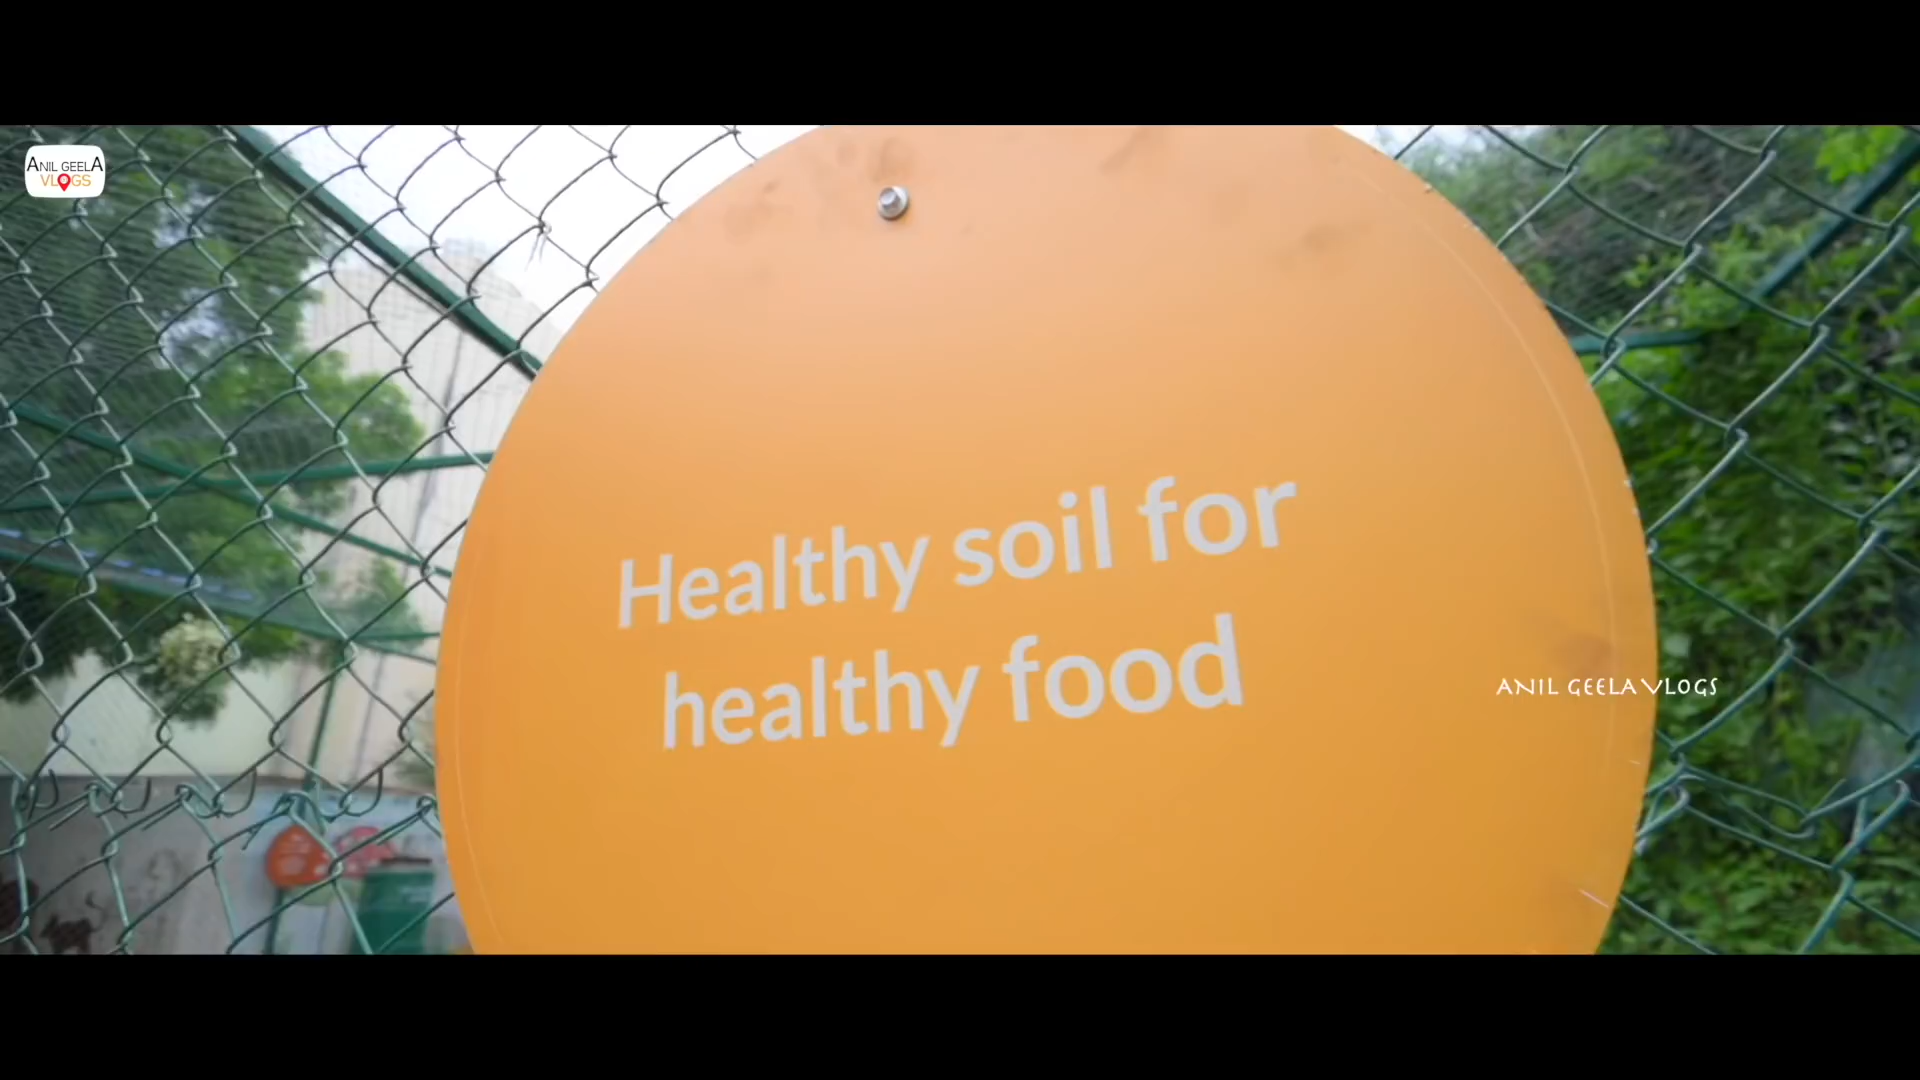 ANIL GEELA
VLOGS
Healthy soil for
healthy food
ANIL GEELA VLOGS